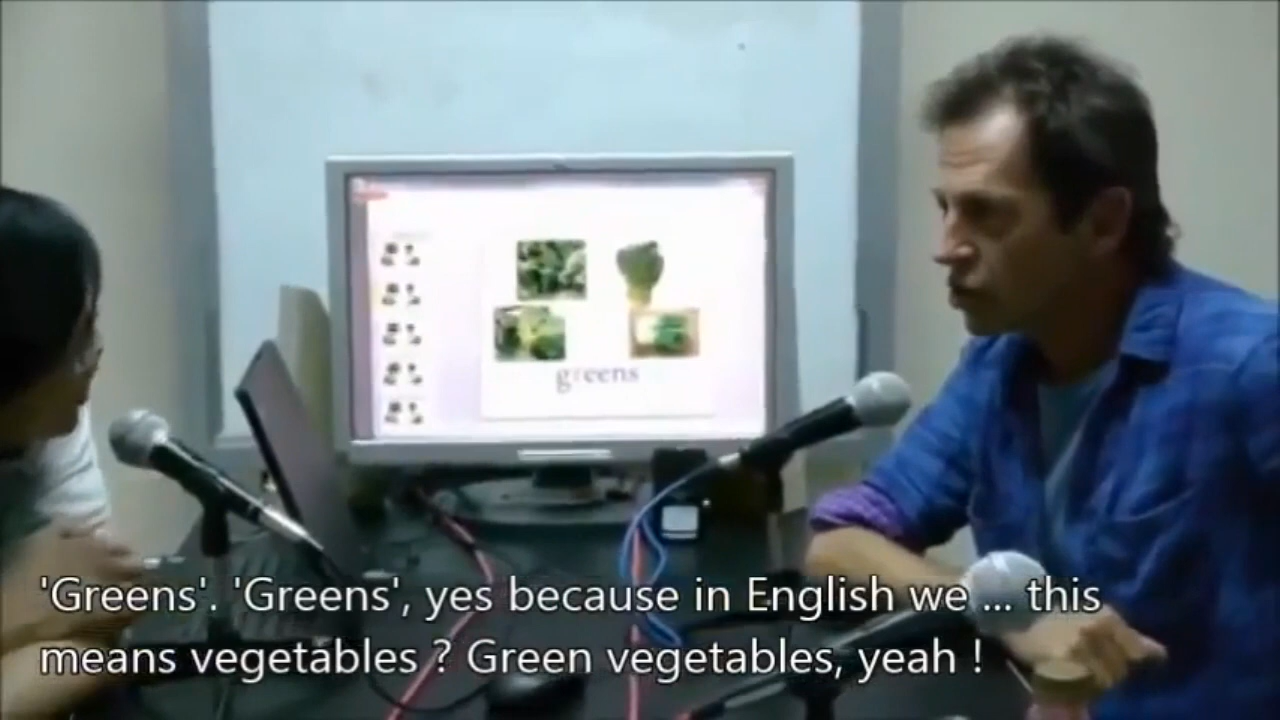 greens
'Greens'. 'Greens', yes because in English we ... this
means vegetables ? Green vegetables, yeah !